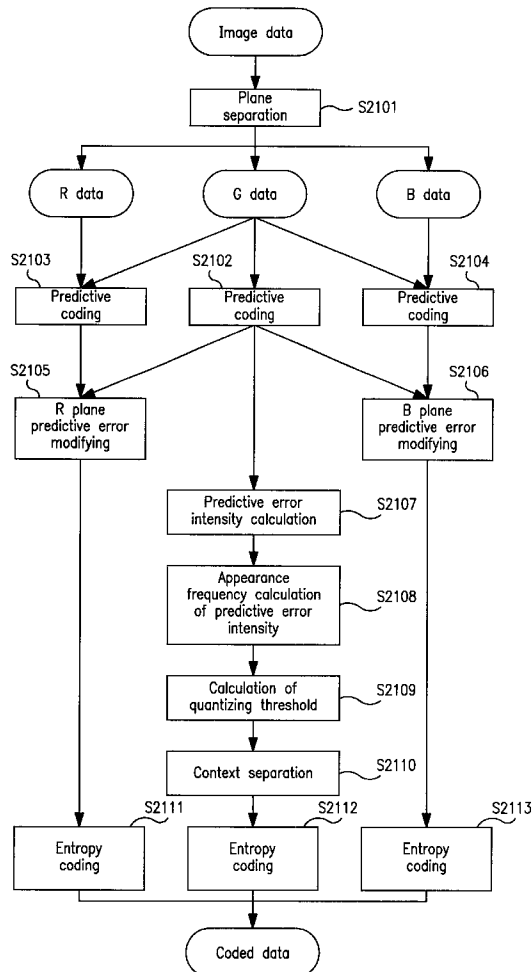 Image data
Plane
separation
S2101
R data
G data
B data
S2103
S2102
S2104
Predictive
coding
Predictive
coding
Predictive
coding
S2105
S2106
R plane
predictive error
modifying
B plane
predictive error
modifying
Predictive error
intensity calculation
S2107
Appearance
frequency calculation
of predictive error
intensity
S2108
Calculation of
quantizing threshold
S2109
Context separation
S2110
S2111
S2112
S2113
Entropy
coding
Entropy
coding
Entropy
coding
Coded data